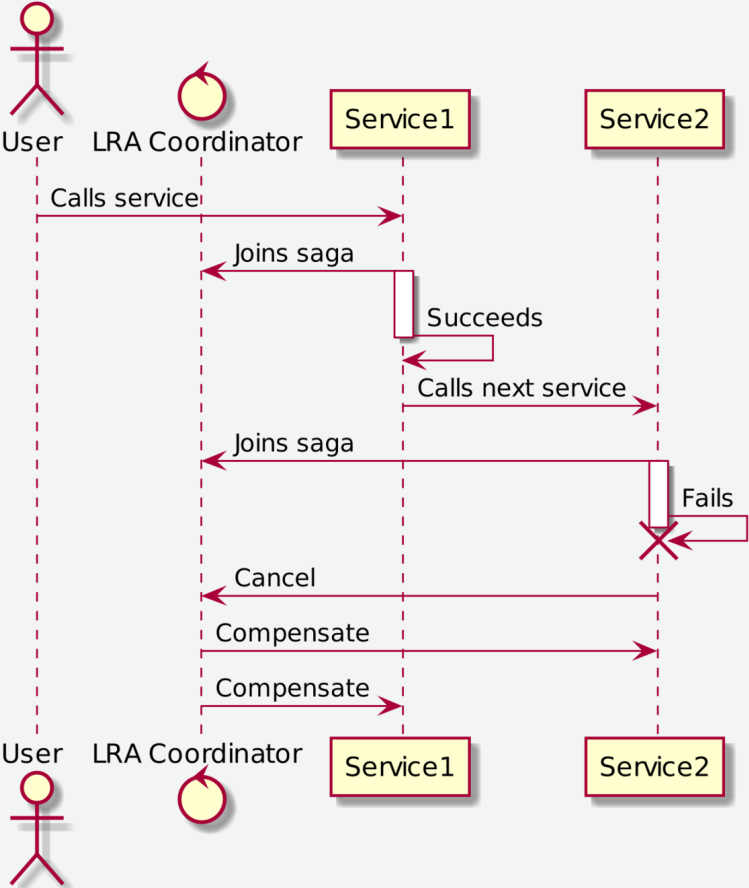 User
LRA Coordinator
Service1
Service2
Calls service
Joins saga
Succeeds
Calls next service
Joins saga
Fails
Cancel
Compensate
Compensate
User
LRA Coordinator
Service1
Service2